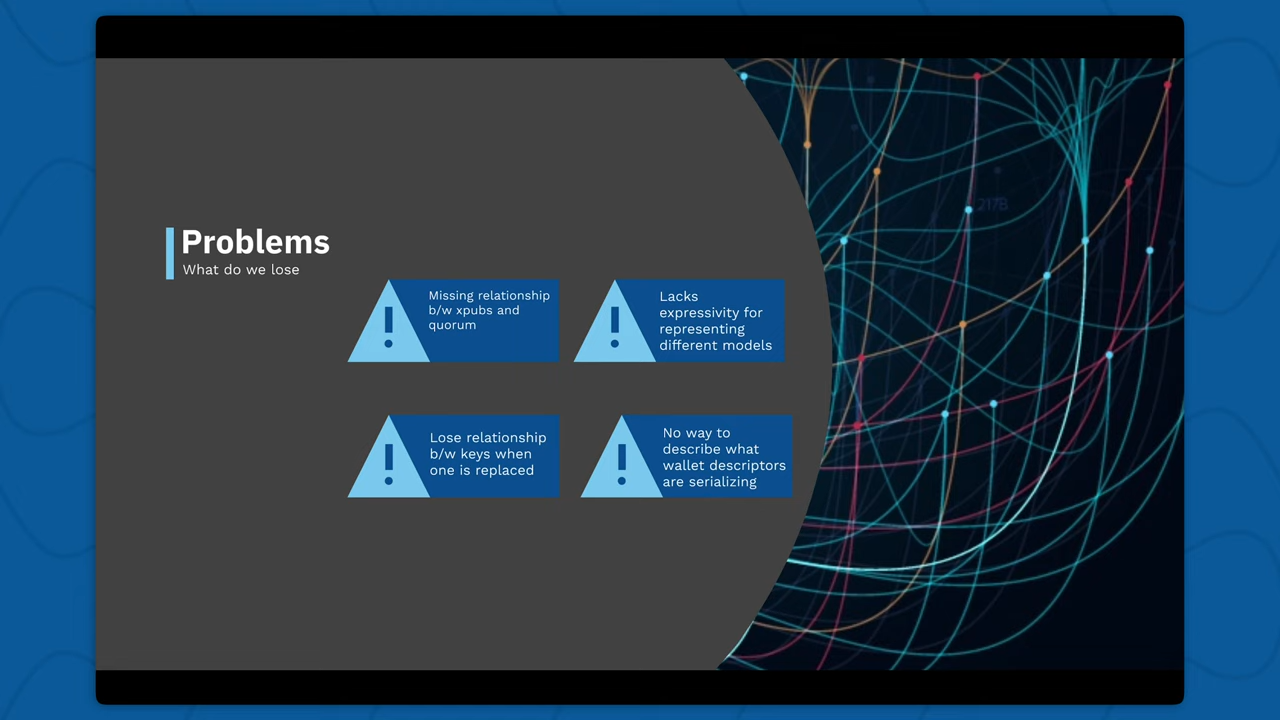 Problems
What do we lose
Missing relationship
b/w xpubs and
quorum
Lacks
expressivity for
representing
different models
Lose relationship
b/w keys when
one is replaced
No way to
describe what
wallet descriptors
are serializing
217B